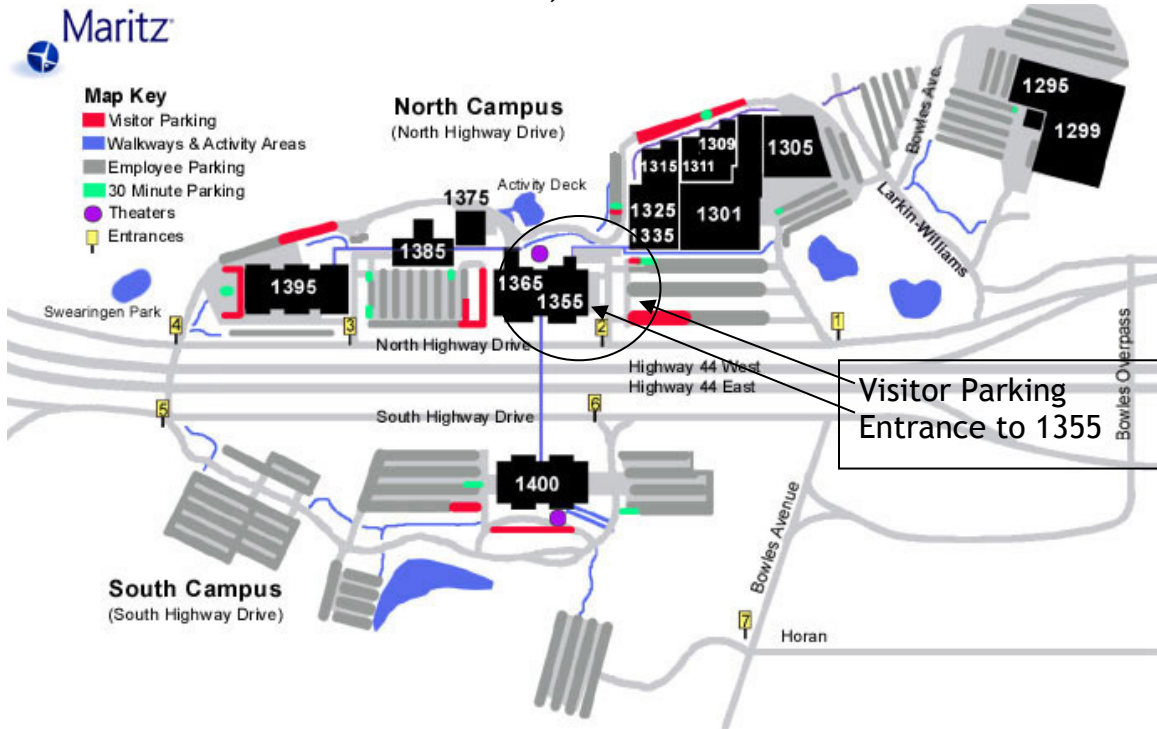 Maritz
Map Key
Visitor Parking
Walkways & Activity Areas
Employee Parking
30 Minute Parking
Theaters
Entrances
North Campus
(North Highway Drive)
Activity Deck
1375
1385
1395
1365
1355
1315
1309
1311
1325
1335
1301
1305
1295
1299
Bowles Ave.
Larkin-Williams
Swearingen Park
4
3
2
1
North Highway Drive
Highway 44 West
Highway 44 East
5
South Highway Drive
6
Visitor Parking
Entrance to 1355
Bowles Overpass
1400
Bowles Avenue
South Campus
(South Highway Drive)
7
Horan